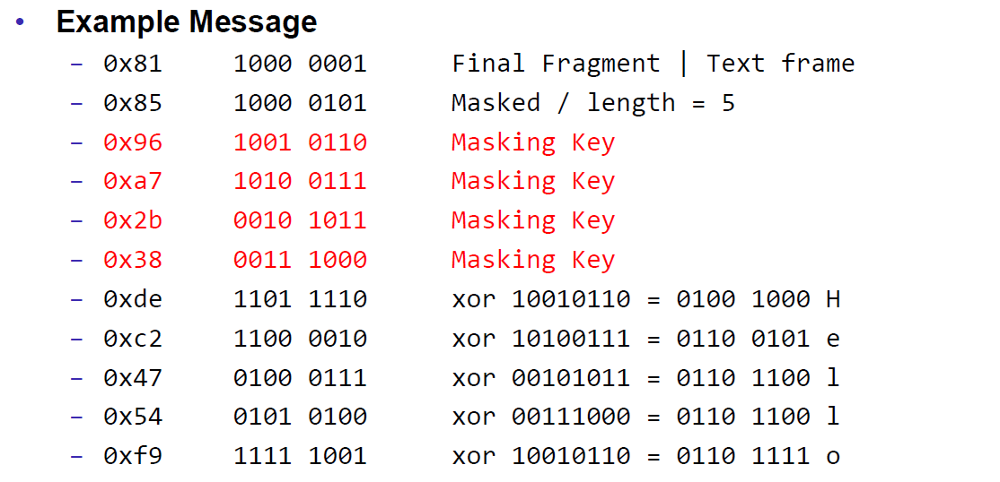 • Example Message
– 0x81 1000 0001 Final Fragment | Text frame
– 0x85 1000 0101 Masked / length = 5
– 0x96 1001 0110 Masking Key
– 0xa7 1010 0111 Masking Key
– 0x2b 0010 1011 Masking Key
– 0x38 0011 1000 Masking Key
– 0xde 1101 1110 xor 10010110 = 0100 1000 H
– 0xc2 1100 0010 xor 10100111 = 0110 0101 e
– 0x47 0100 0111 xor 00101011 = 0110 1100 l
– 0x54 0101 0100 xor 00111000 = 0110 1100 l
– 0xf9 1111 1001 xor 10010110 = 0110 1111 o